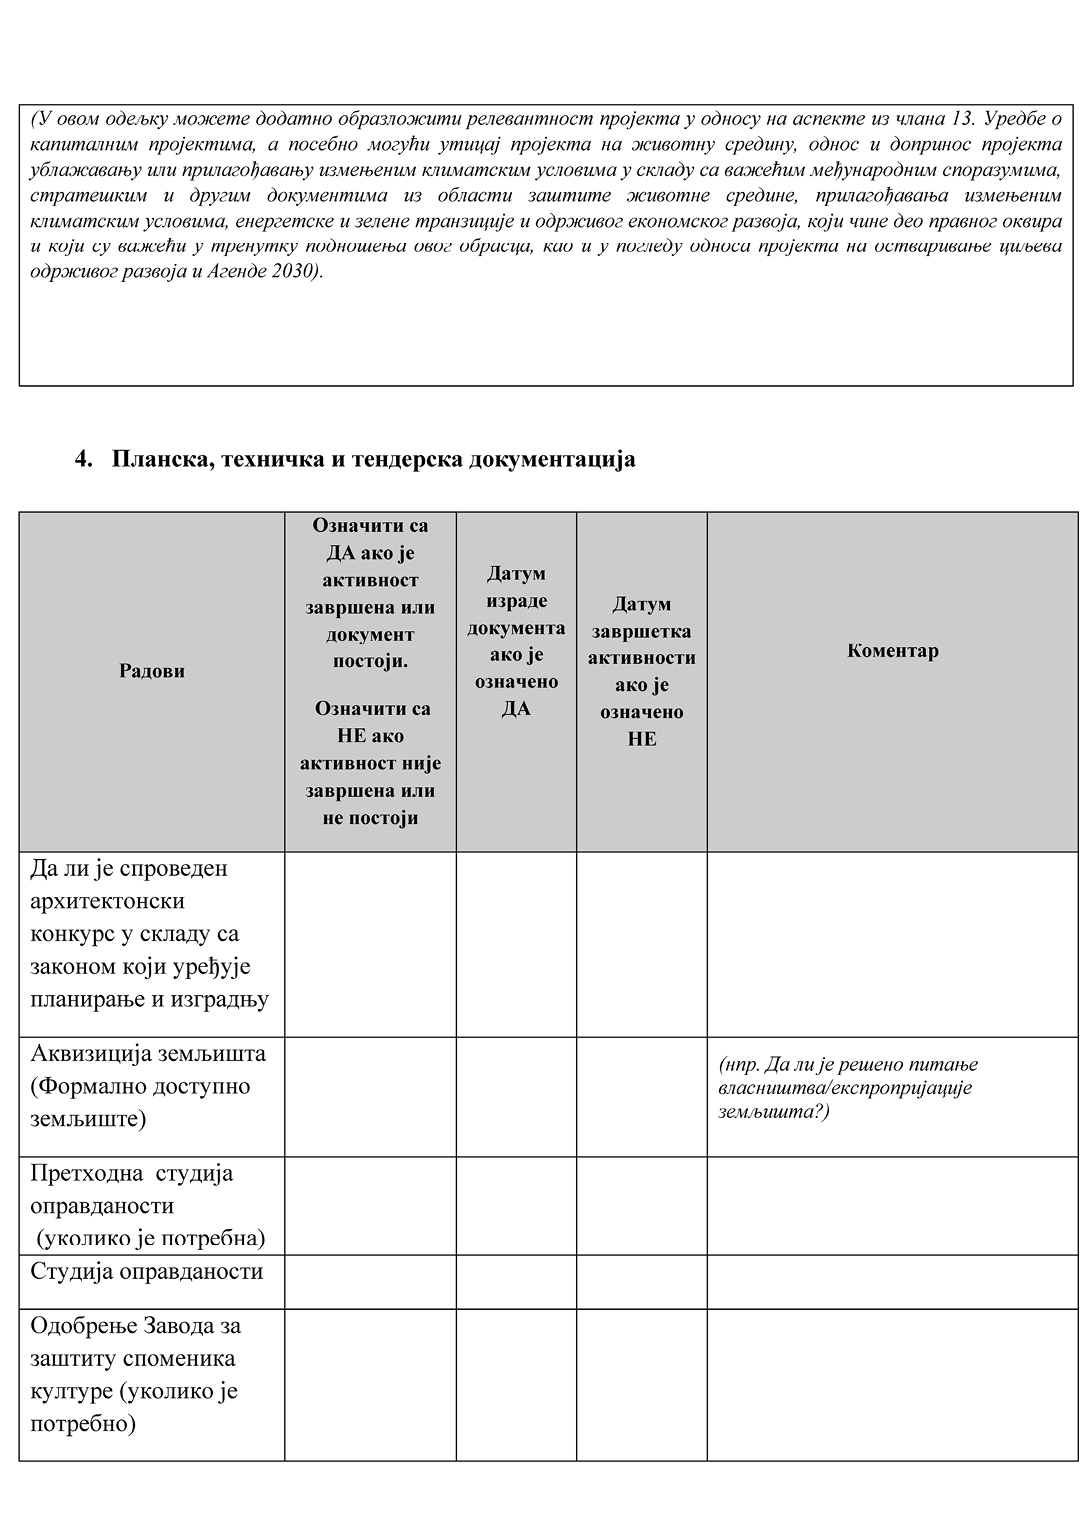 (У овом одељку можете додатно образложити релевантност пројекта у односу на аспекте из члана 13. Уредбе о
капиталним пројектима, а посебно могући утицај пројекта на животну средину, однос и допринос пројекта
ублажавању или прилагођавању измењеним климатским условима у складу са важећим међународним споразумима,
стратешким и другим документима из области заштите животне средине, прилагођавања измењеним
климатским условима, енергетске и зелене транзиције и одрживог економског развоја, који чине део правног оквира
и који су важећи у тренутку подношења овог обрасца, као и у погледу односа пројекта на остваривање циљева
одрживог развоја и Агенде 2030).
4. Планска, техничка и тендерска документација
Радови
Означити са
ДА ако је
активност
завршена или
документ
постоји.
Означити са
НЕ ако
активност није
завршена или
не постоји
Датум
израде
документа
ако је
означено
ДА
Датум
завршетка
активности
ако је
означено
НЕ
Коментар
Да ли је спроведен
архитектонски
конкурс у складу са
законом који уређује
планирање и изградњу
Аквизиција земљишта
(Формално доступно
земљиште)
(нпр. Да ли је решено питање
власништва/експропријације
земљишта?)
Претходна студија
оправданости
(уколико је потребна)
Студија оправданости
Одобрење Завода за
заштиту споменика
културе (уколико је
потребно)